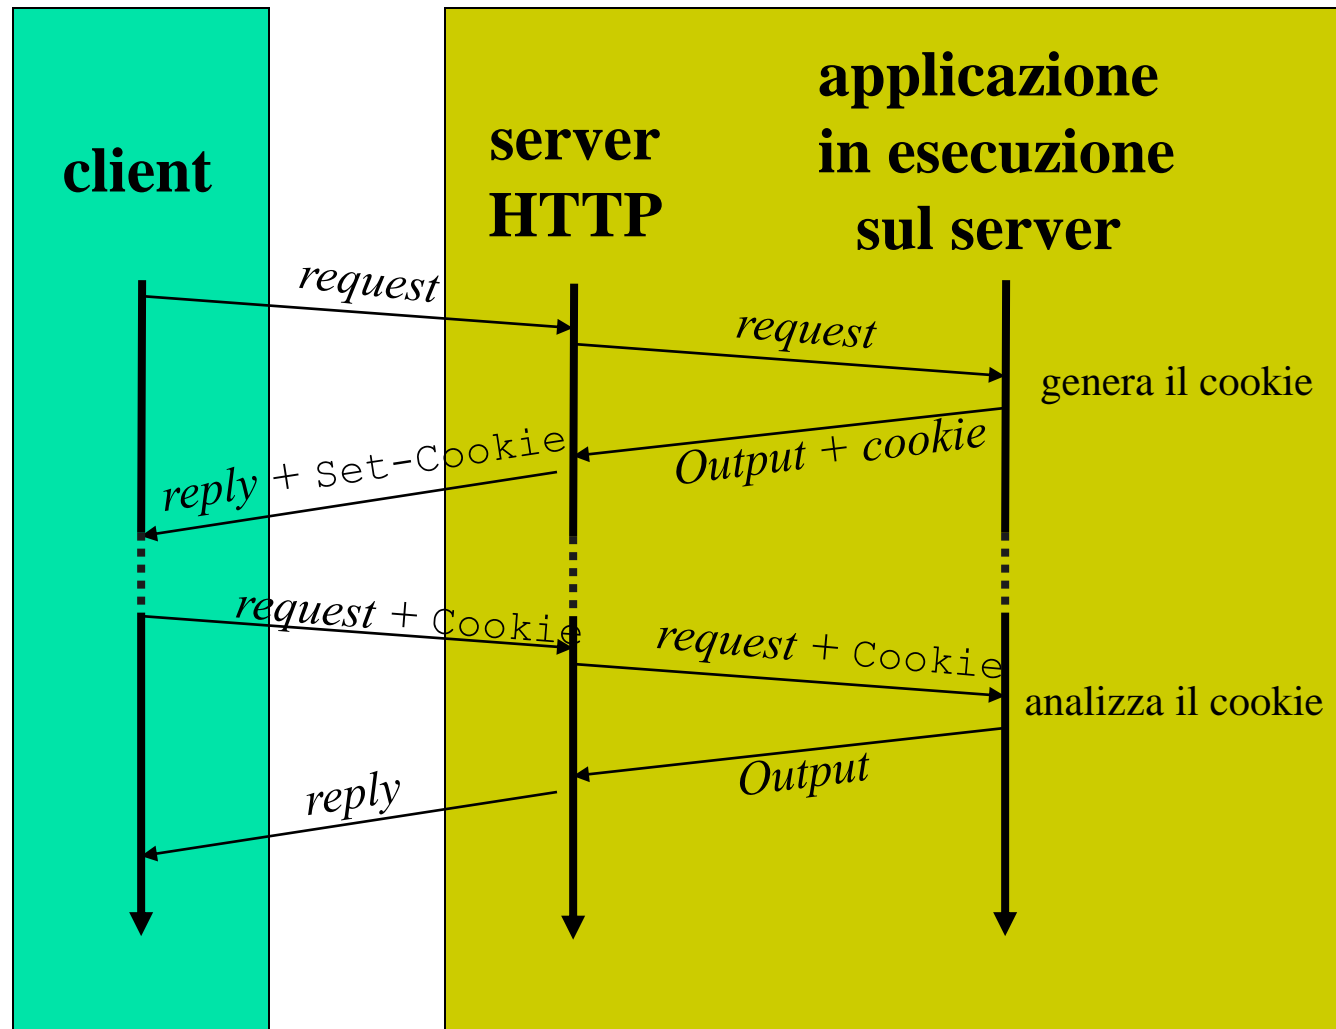 client
server
HTTP
applicazione
in esecuzione
sul server
request
request
genera il cookie
Output + cookie
reply + Set-Cookie
request + Cookie
request + Cookie
analizza il cookie
Output
reply